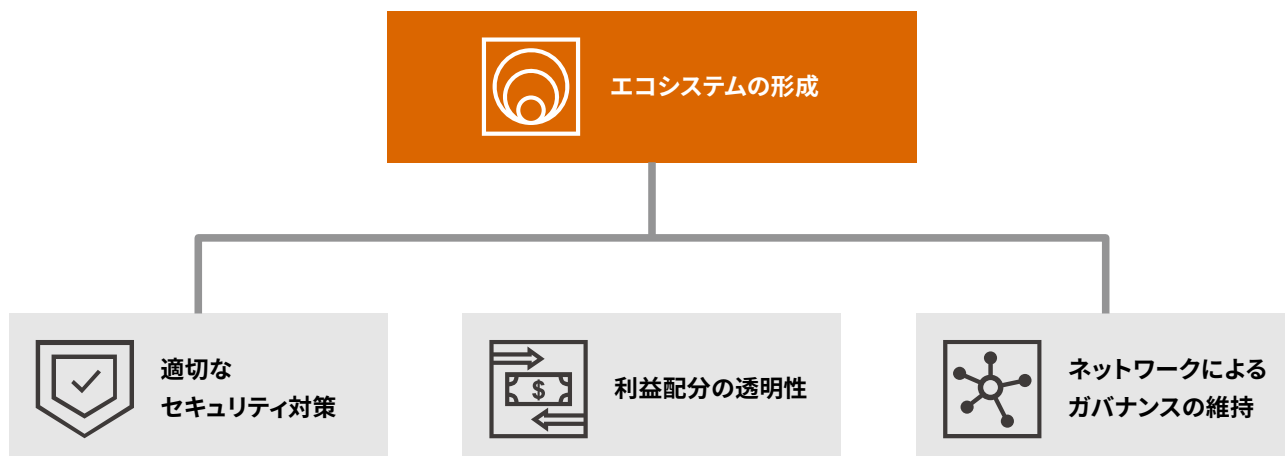 エコシステムの形成
適切な
セキュリティ対策
$
利益配分の透明性
ネットワークによる
ガバナンスの維持